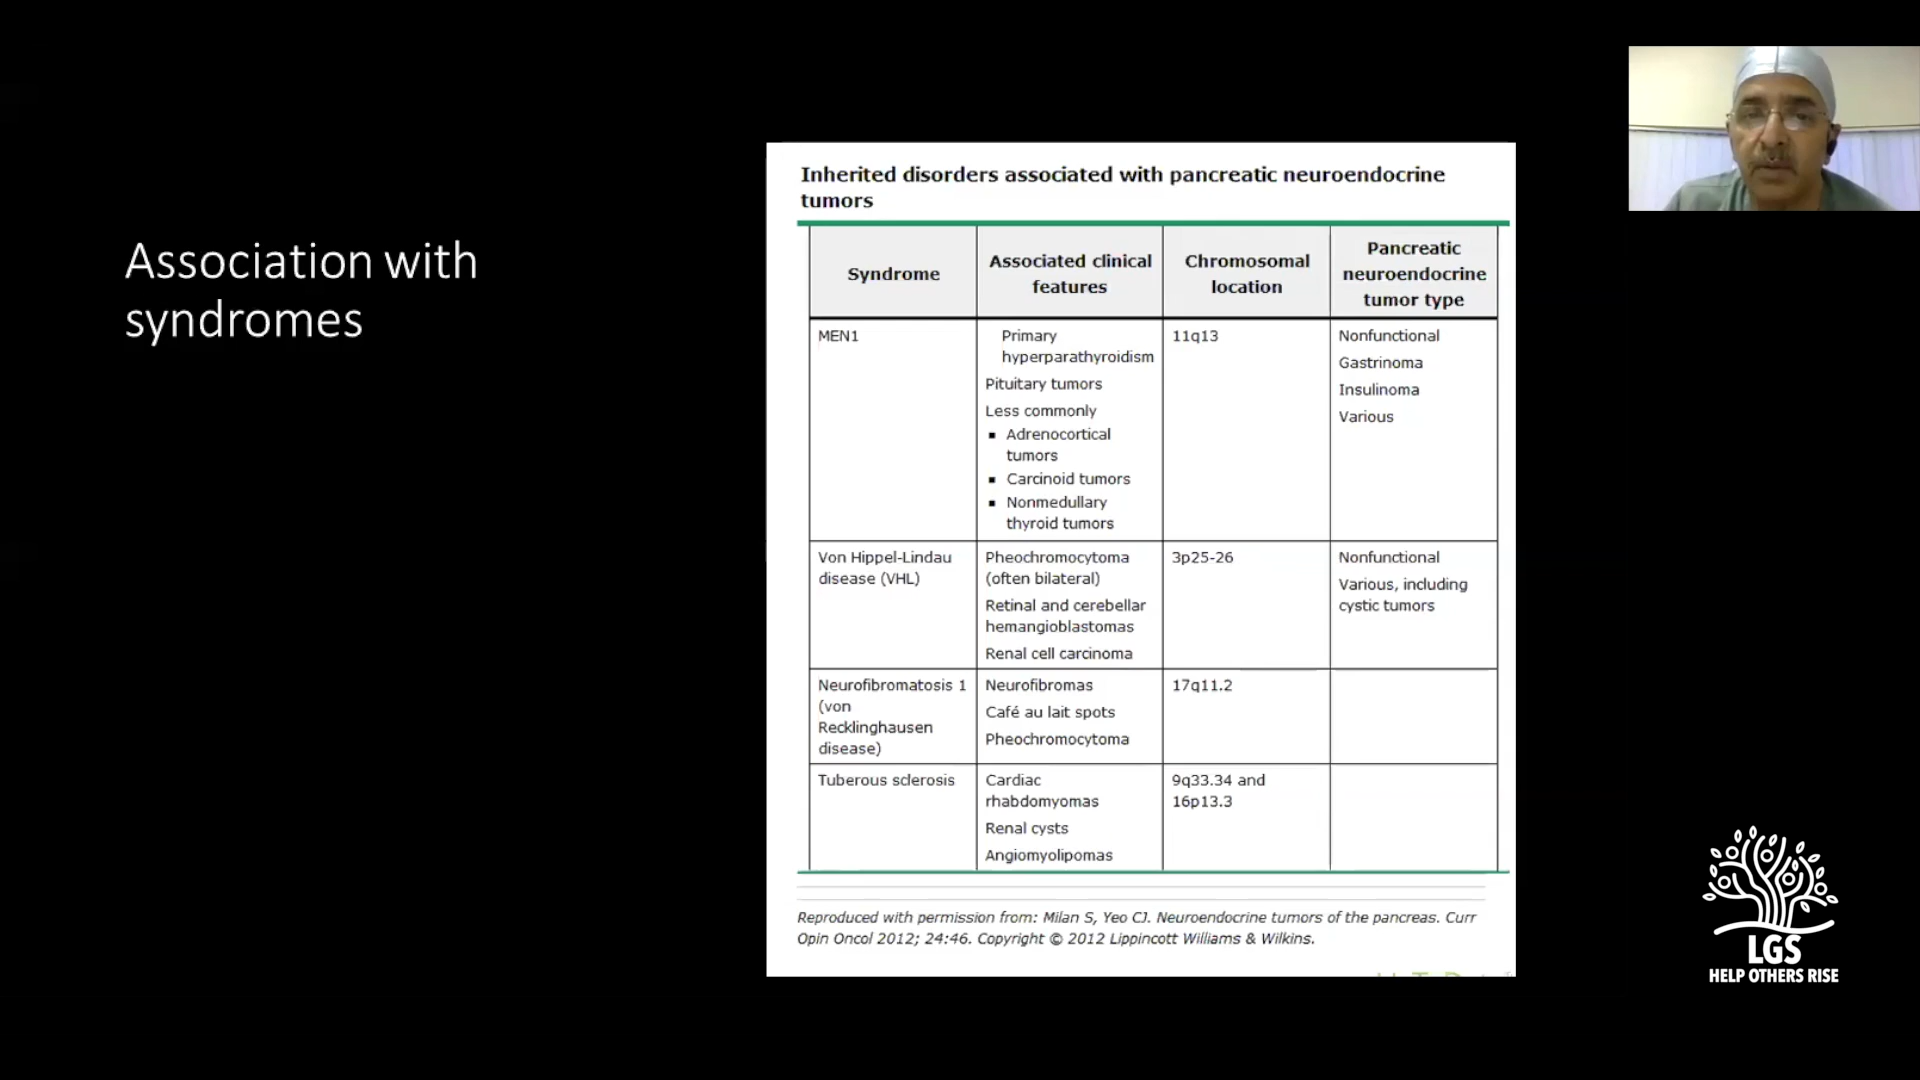 Association with
syndromes
Inherited disorders associated with pancreatic neuroendocrine
tumors
Syndrome
Associated clinical
features
Chromosomal
location
Pancreatic
neuroendocrine
tumor type
MEN1
Primary
hyperparathyroidism
Pituitary tumors
Less commonly
▪ Adrenocortical
tumors
▪ Carcinoid tumors
▪ Nonmedullary
thyroid tumors
11q13
Nonfunctional
Gastrinoma
Insulinoma
Various
Von Hippel-Lindau
disease (VHL)
Pheochromocytoma
(often bilateral)
Retinal and cerebellar
hemangioblastomas
Renal cell carcinoma
3p25-26
Nonfunctional
Various, including
cystic tumors
Neurofibromatosis 1
(von
Recklinghausen
disease)
Neurofibromas
Café au lait spots
Pheochromocytoma
17q11.2
Tuberous sclerosis
Cardiac
rhabdomyomas
Renal cysts
Angiomyolipomas
9q33.34 and
16p13.3
Reproduced with permission from: Milan S, Yeo CJ. Neuroendocrine tumors of the pancreas. Curr
Opin Oncol 2012; 24:46. Copyright © 2012 Lippincott Williams & Wilkins.
LGS
HELP OTHERS RISE